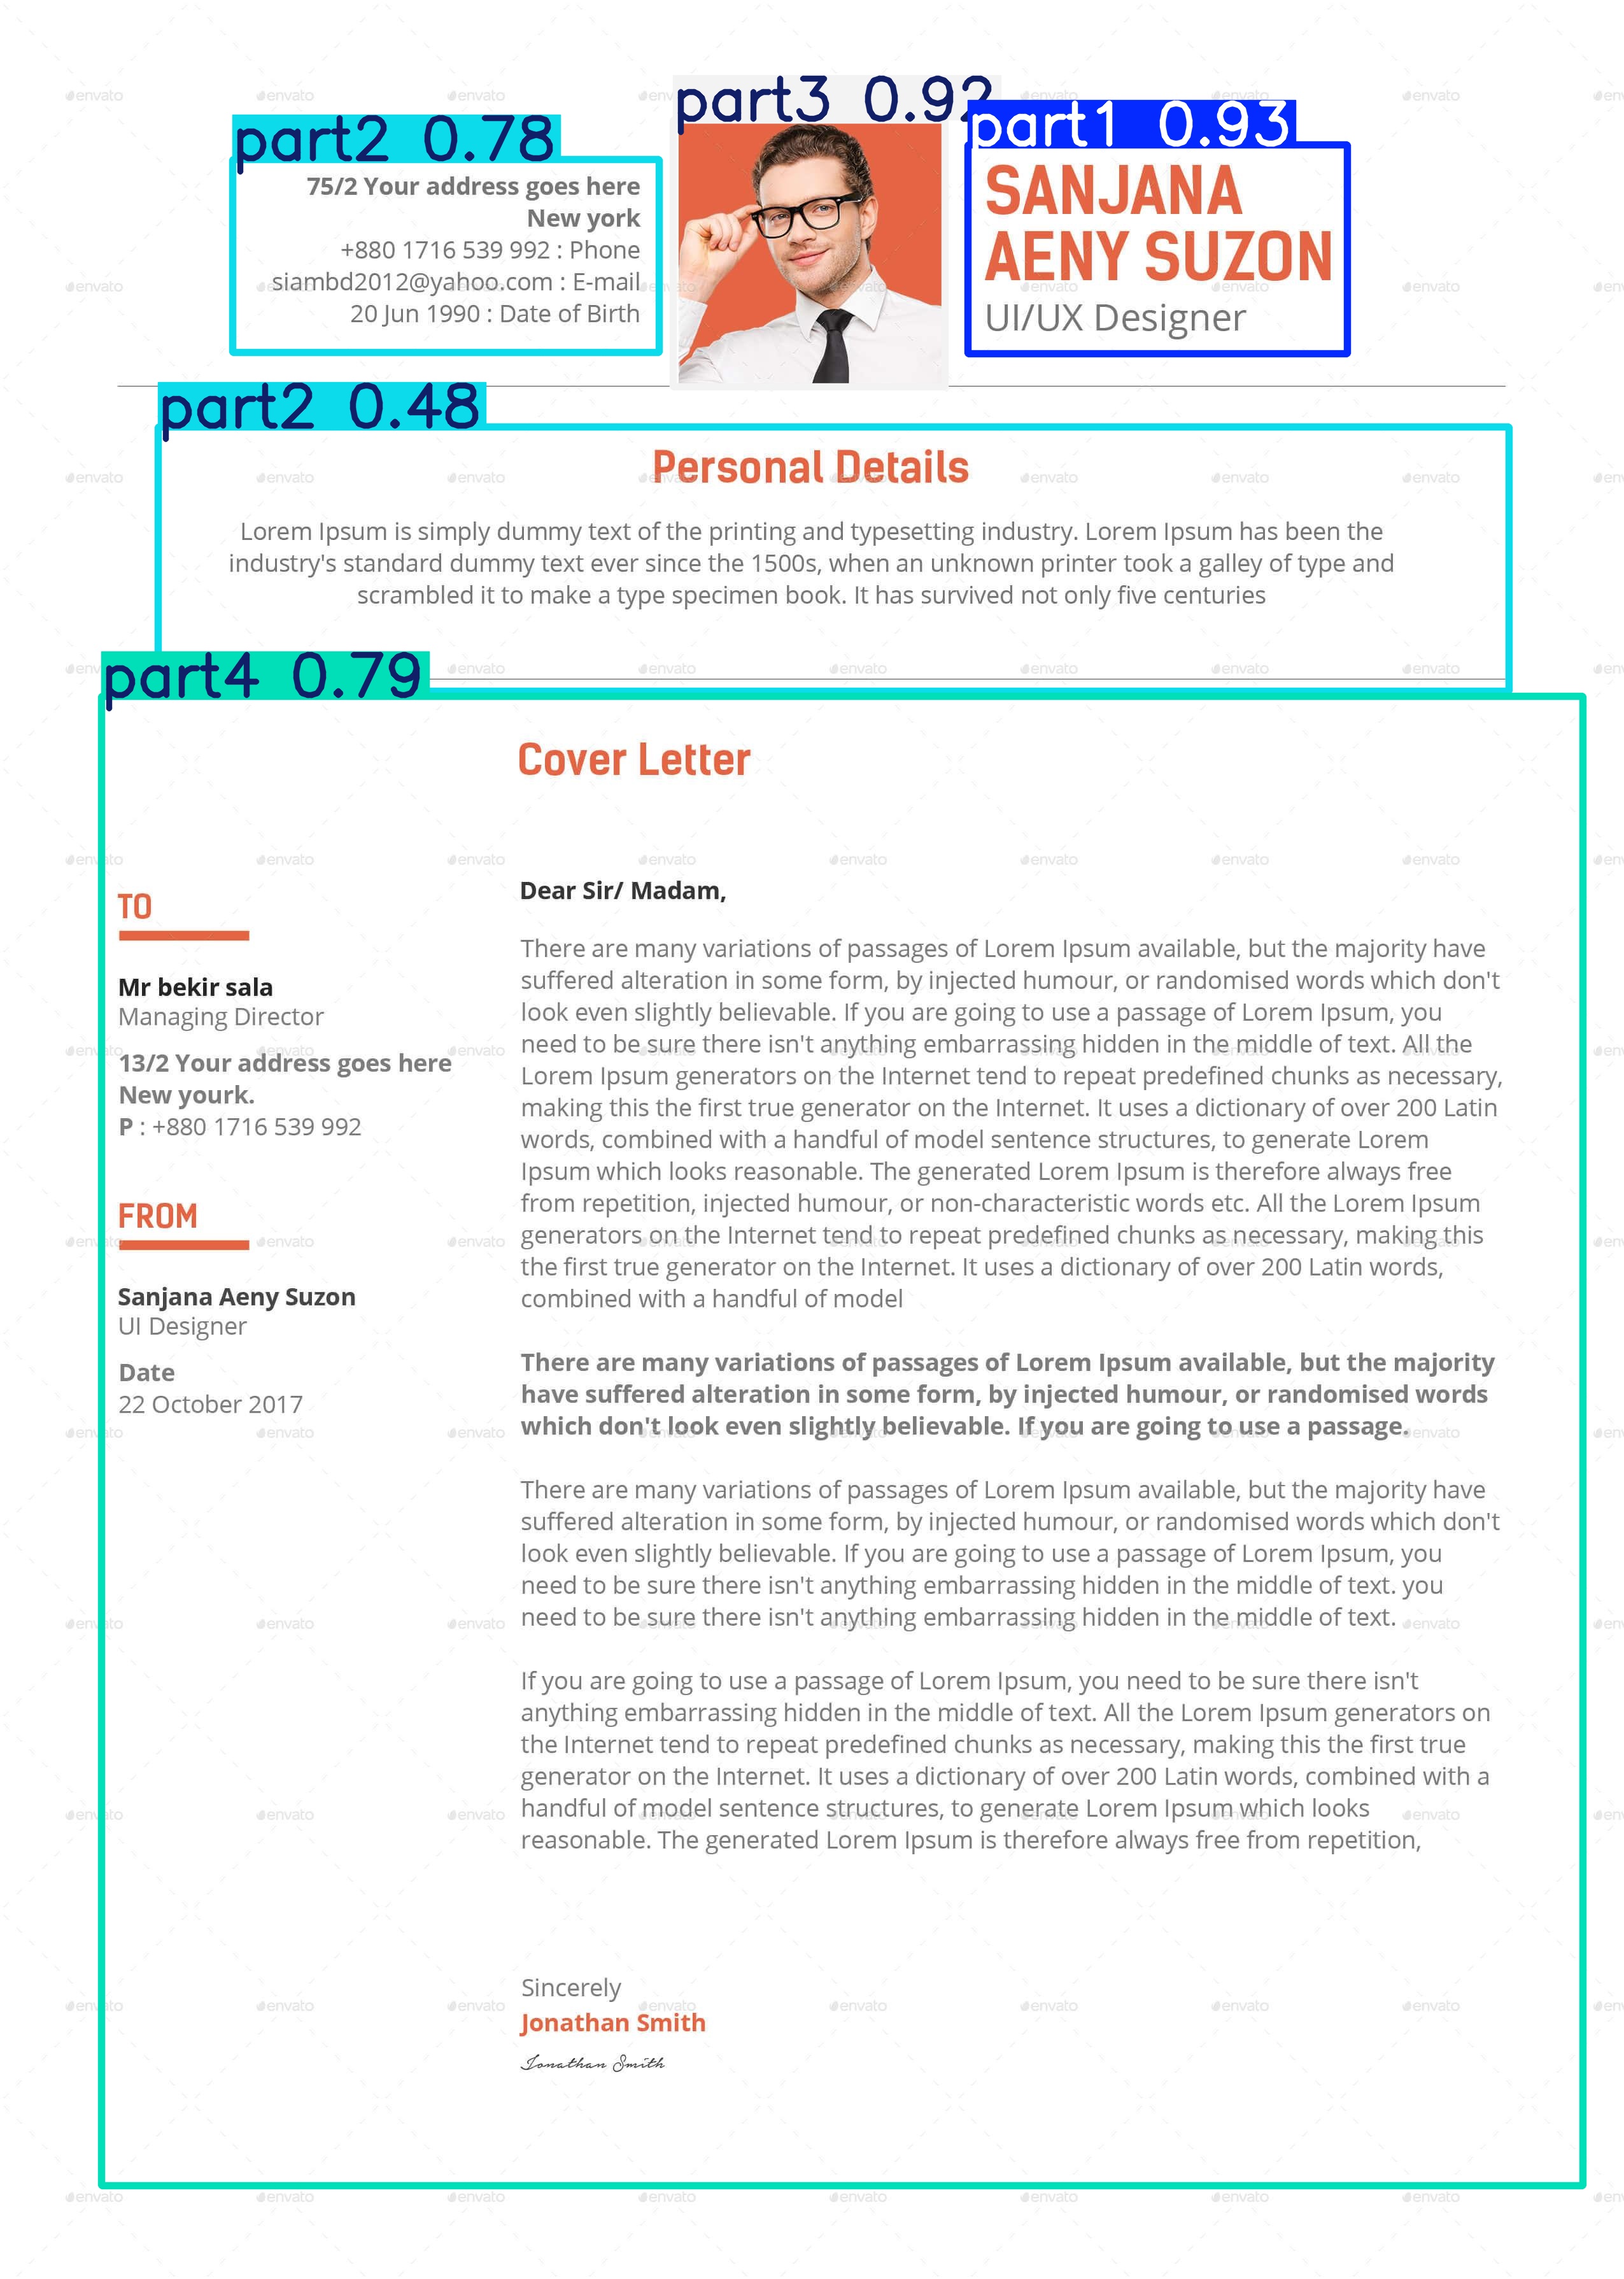 part3 0.92
part1 0.93
part2 0.78
75/2 Your address goes here
New york
+880 1716 539 992 : Phone
siambd2012@yahoo.com : E-mail
20 Jun 1990 : Date of Birth
SANJANA
AENY SUZON
UI/UX Designer
part2 0.48
Personal Details
Lorem Ipsum is simply dummy text of the printing and typesetting industry. Lorem Ipsum has been the
industry's standard dummy text ever since the 1500s, when an unknown printer took a galley of type and
scrambled it to make a type specimen book. It has survived not only five centuries
part4 0.79
Cover Letter
TO
Mr bekir sala
Managing Director
13/2 Your address goes here
New yourk.
P : +880 1716 539 992
FROM
Sanjana Aeny Suzon
UI Designer
Date
22 October 2017
Dear Sir/ Madam,
There are many variations of passages of Lorem Ipsum available, but the majority have
suffered alteration in some form, by injected humour, or randomised words which don't
look even slightly believable. If you are going to use a passage of Lorem Ipsum, you
need to be sure there isn't anything embarrassing hidden in the middle of text. All the
Lorem Ipsum generators on the Internet tend to repeat predefined chunks as necessary,
making this the first true generator on the Internet. It uses a dictionary of over 200 Latin
words, combined with a handful of model sentence structures, to generate Lorem
Ipsum which looks reasonable. The generated Lorem Ipsum is therefore always free
from repetition, injected humour, or non-characteristic words etc. All the Lorem Ipsum
generators on the Internet tend to repeat predefined chunks as necessary, making this
the first true generator on the Internet. It uses a dictionary of over 200 Latin words,
combined with a handful of model
There are many variations of passages of Lorem Ipsum available, but the majority
have suffered alteration in some form, by injected humour, or randomised words
which don't look even slightly believable. If you are going to use a passage.
There are many variations of passages of Lorem Ipsum available, but the majority have
suffered alteration in some form, by injected humour, or randomised words which don't
look even slightly believable. If you are going to use a passage of Lorem Ipsum, you
need to be sure there isn't anything embarrassing hidden in the middle of text. you
need to be sure there isn't anything embarrassing hidden in the middle of text.
If you are going to use a passage of Lorem Ipsum, you need to be sure there isn't
anything embarrassing hidden in the middle of text. All the Lorem Ipsum generators on
the Internet tend to repeat predefined chunks as necessary, making this the first true
generator on the Internet. It uses a dictionary of over 200 Latin words, combined with a
handful of model sentence structures, to generate Lorem Ipsum which looks
reasonable. The generated Lorem Ipsum is therefore always free from repetition,
Sincerely
Jonathan Smith
Jonathan Smith
envato